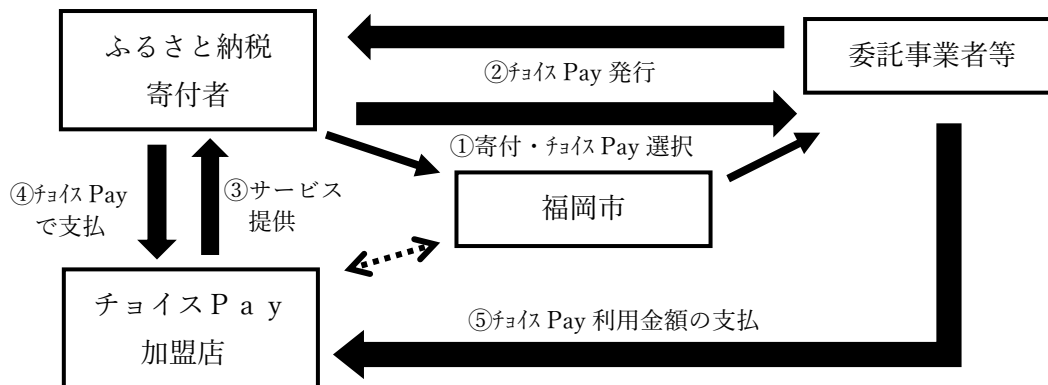 ふるさと納税
寄付者
委託事業者等
②ﾁｮｲｽ Pay 発行
①寄付・ﾁｮｲｽ Pay 選択
④ﾁｮｲｽ Pay
で支払
③サービス
提供
福岡市
チョイスＰａｙ
加盟店
⑤ﾁｮｲｽ Pay 利用金額の支払